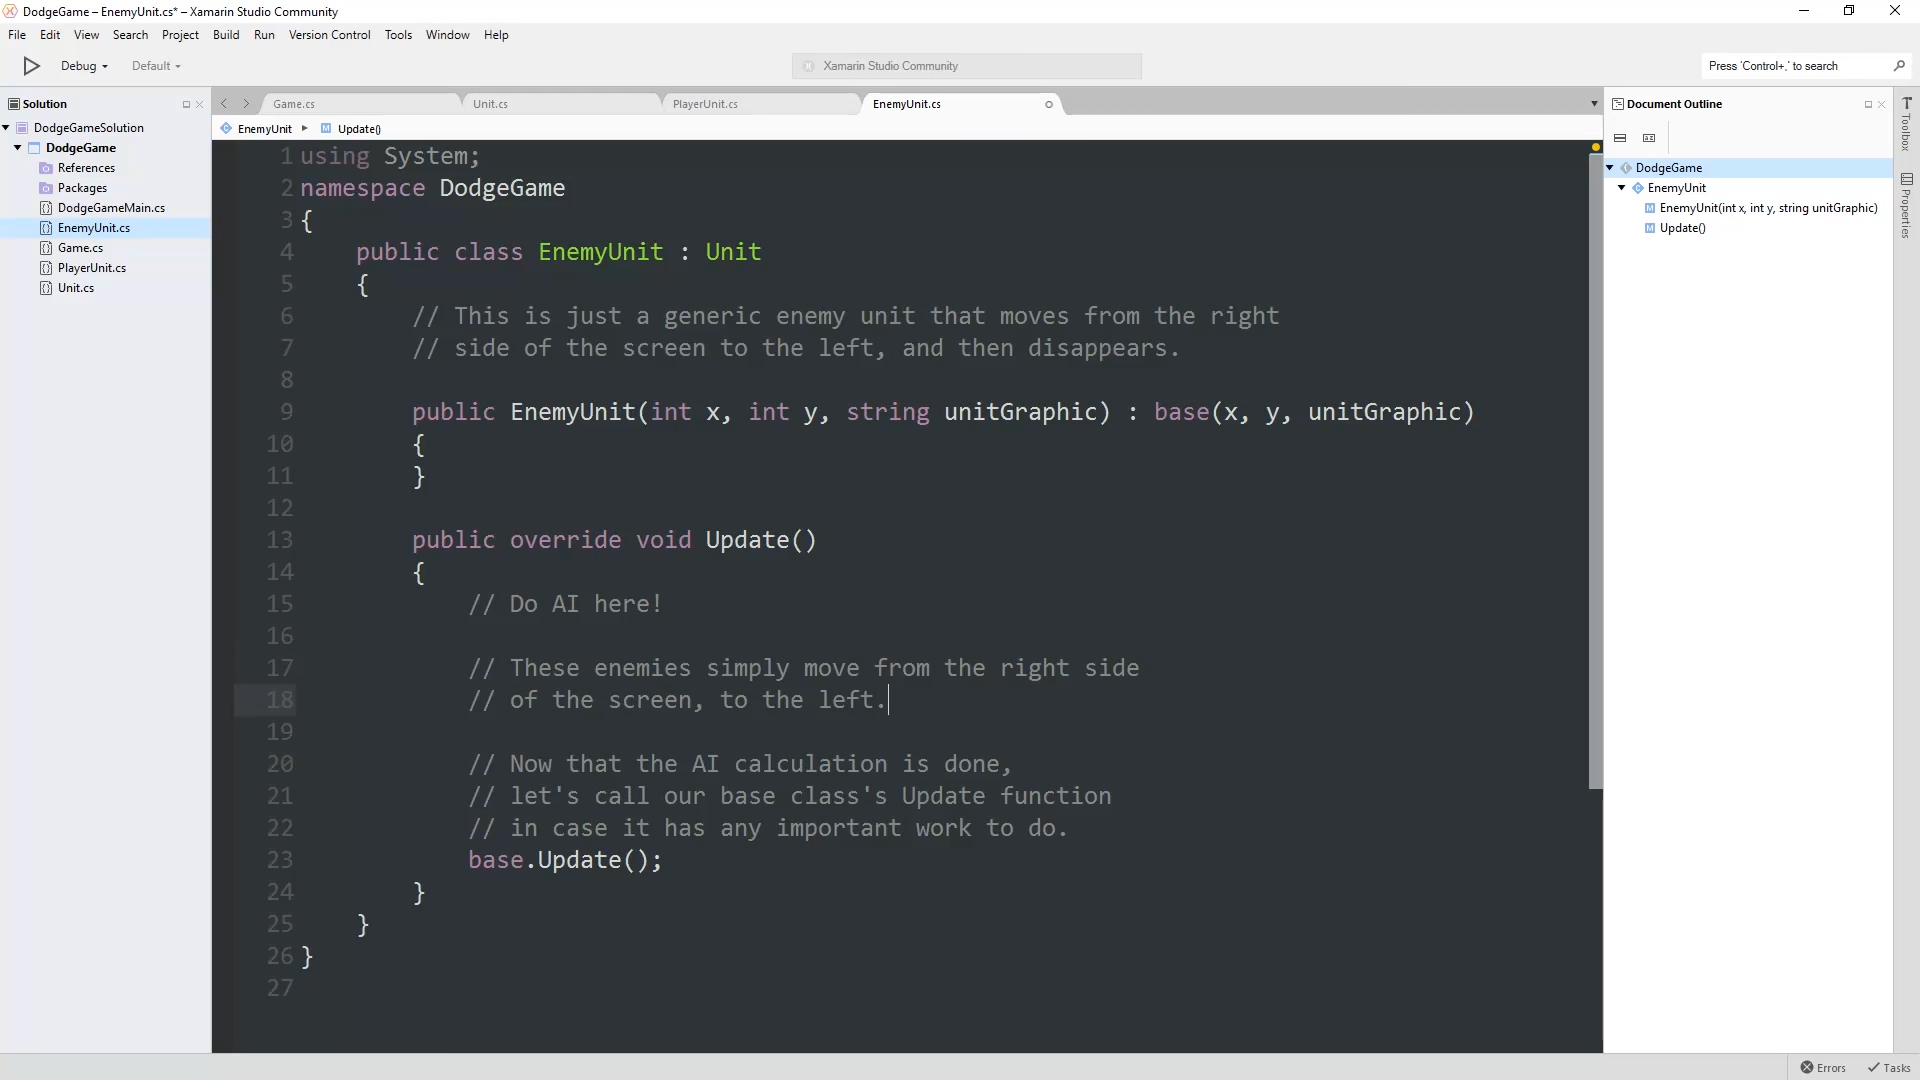 DodgeGame – EnemyUnit.cs* – Xamarin Studio Community
File Edit View Search Project Build Run Version Control Tools Window Help
Debug Default Xamarin Studio Community Press 'Control+,' to search
Solution
DodgeGameSolution
DodgeGame
References
Packages
DodgeGameMain.cs
EnemyUnit.cs
Game.cs
PlayerUnit.cs
Unit.cs
Game.cs Unit.cs PlayerUnit.cs EnemyUnit.cs
EnemyUnit Update()
1 using System;
2 namespace DodgeGame
3 {
4 public class EnemyUnit : Unit
5 {
6 // This is just a generic enemy unit that moves from the right
7 // side of the screen to the left, and then disappears.
8
9 public EnemyUnit(int x, int y, string unitGraphic) : base(x, y, unitGraphic)
10 {
11 }
12
13 public override void Update()
14 {
15 // Do AI here!
16
17 // These enemies simply move from the right side
18 // of the screen, to the left.
19
20 // Now that the AI calculation is done,
21 // let's call our base class's Update function
22 // in case it has any important work to do.
23 base.Update();
24 }
25 }
26 }
27
Document Outline
DodgeGame
EnemyUnit
EnemyUnit(int x, int y, string unitGraphic)
Update()
Toolbox
Properties
Errors Tasks